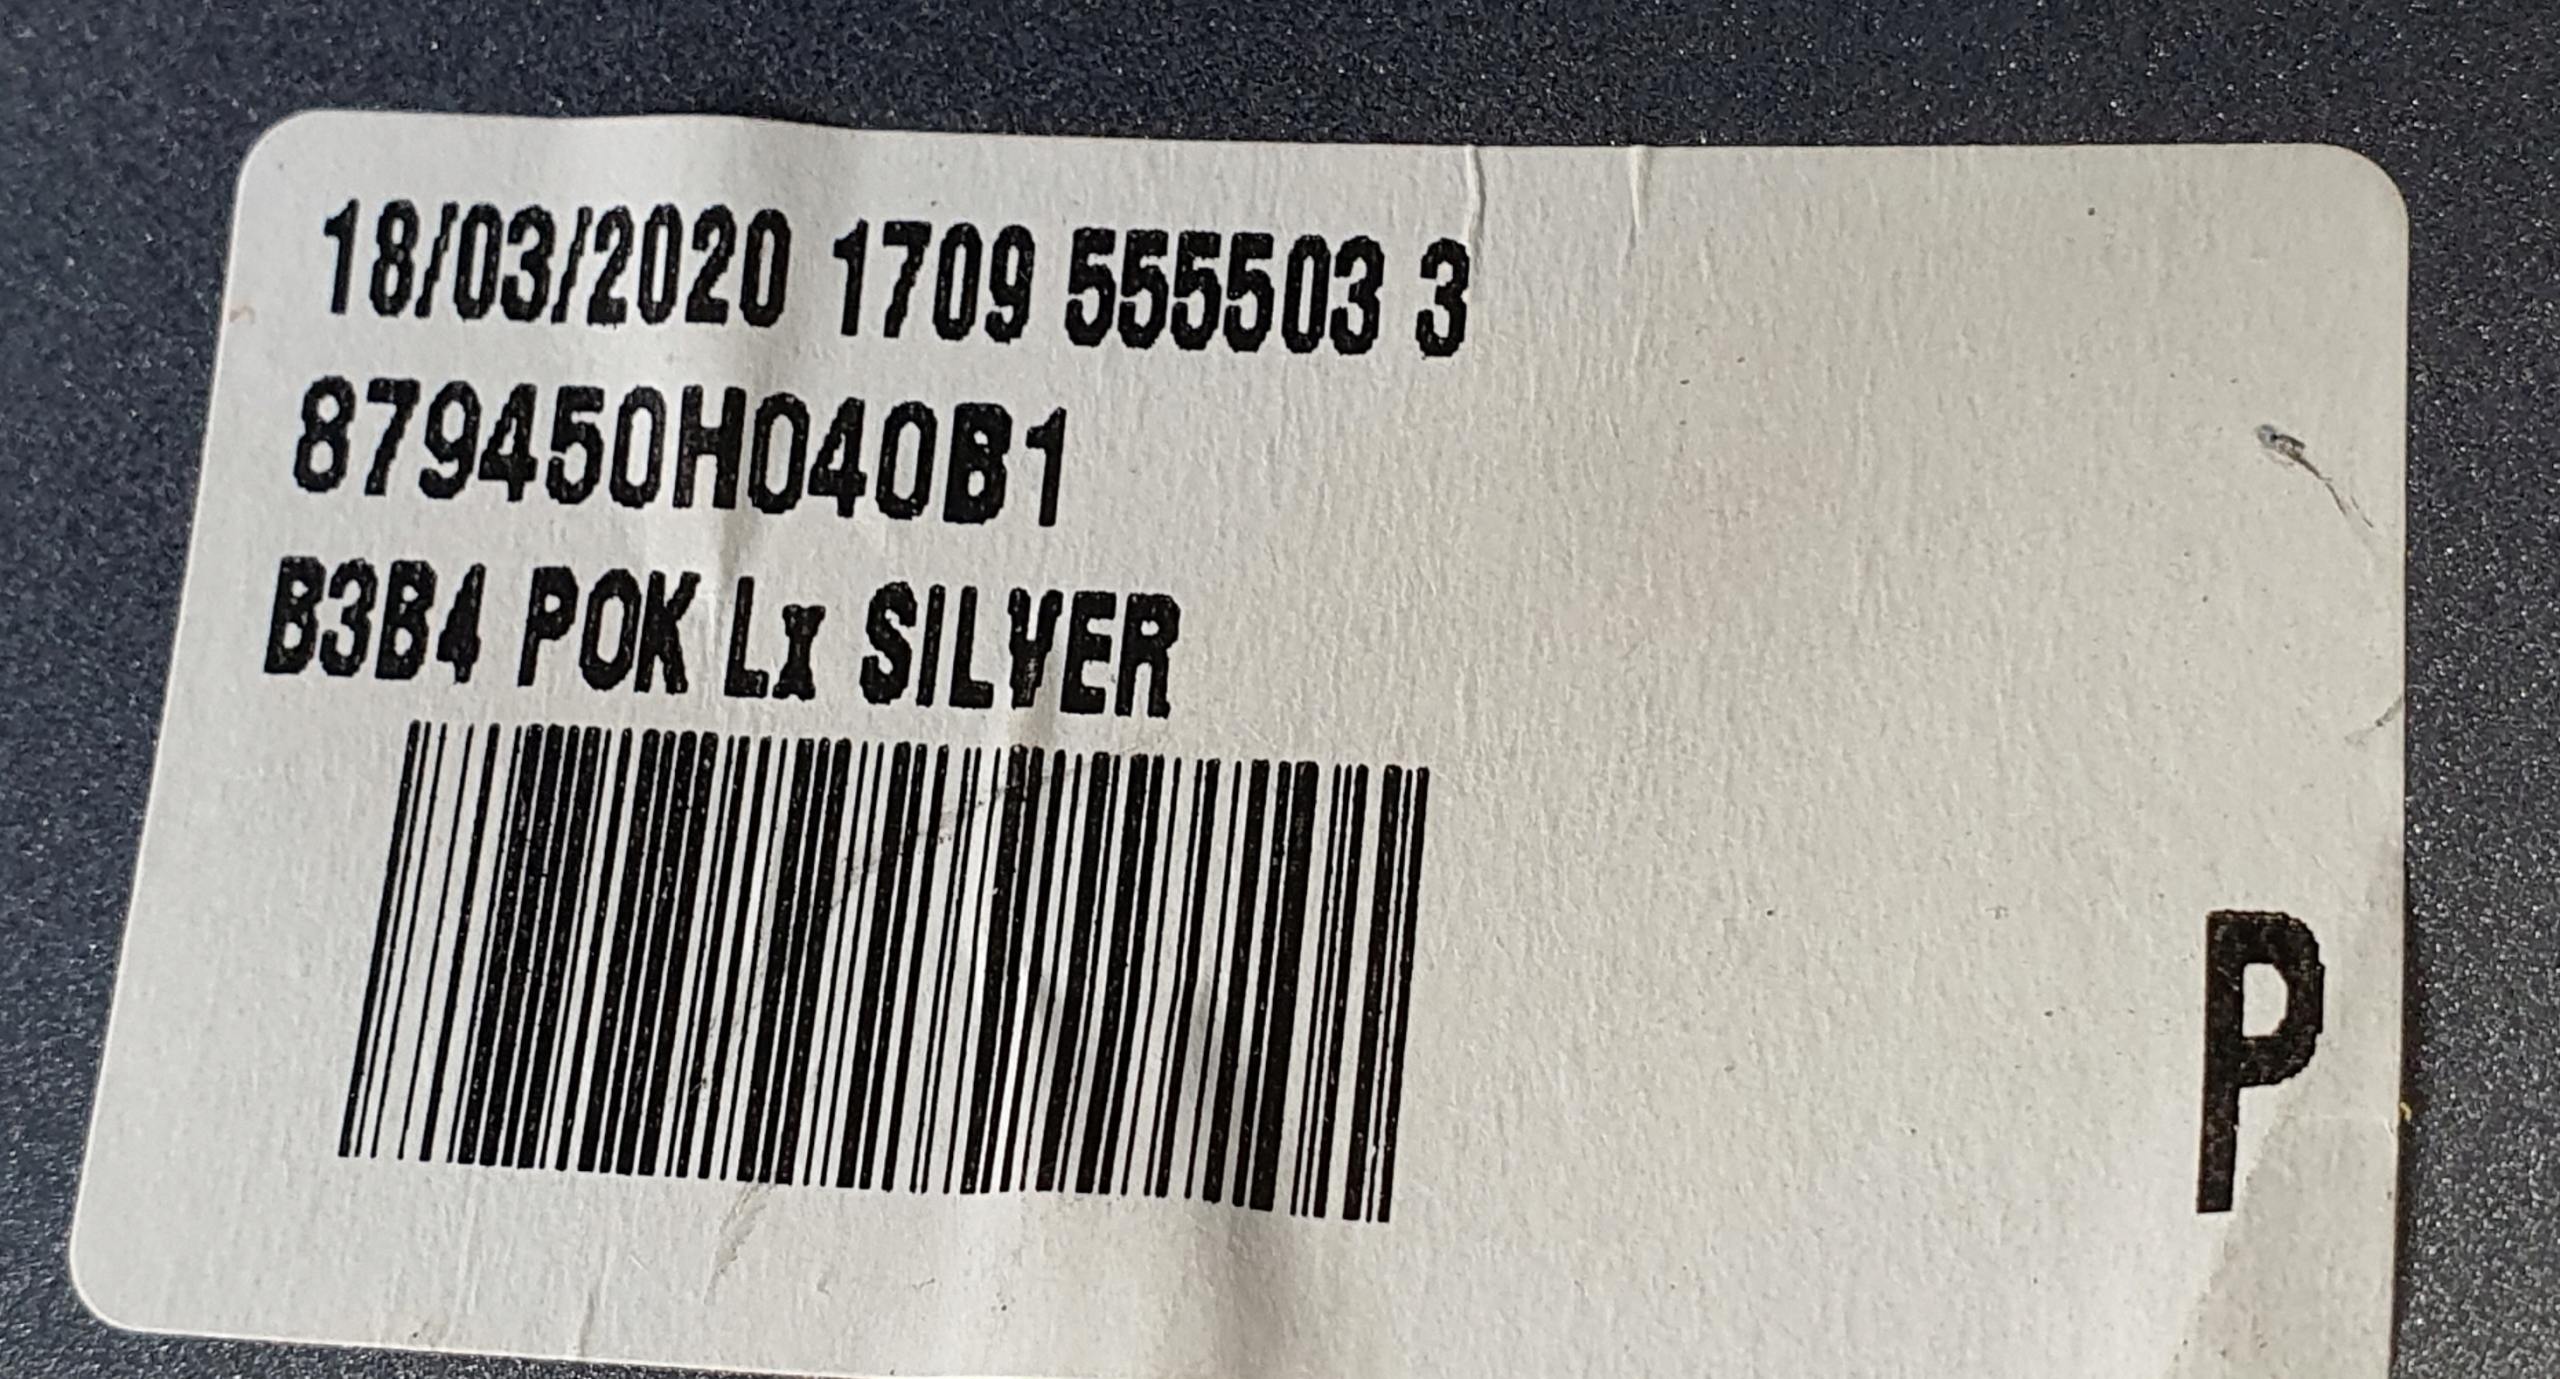 18/03/2020 1709 555503 3
879450H040B1
B3B4 POK Lx SILVER
P